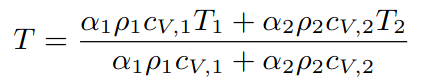 T = \frac{\alpha_1 \rho_1 c_{V,1} T_1 + \alpha_2 \rho_2 c_{V,2} T_2}{\alpha_1 \rho_1 c_{V,1} + \alpha_2 \rho_2 c_{V,2}}